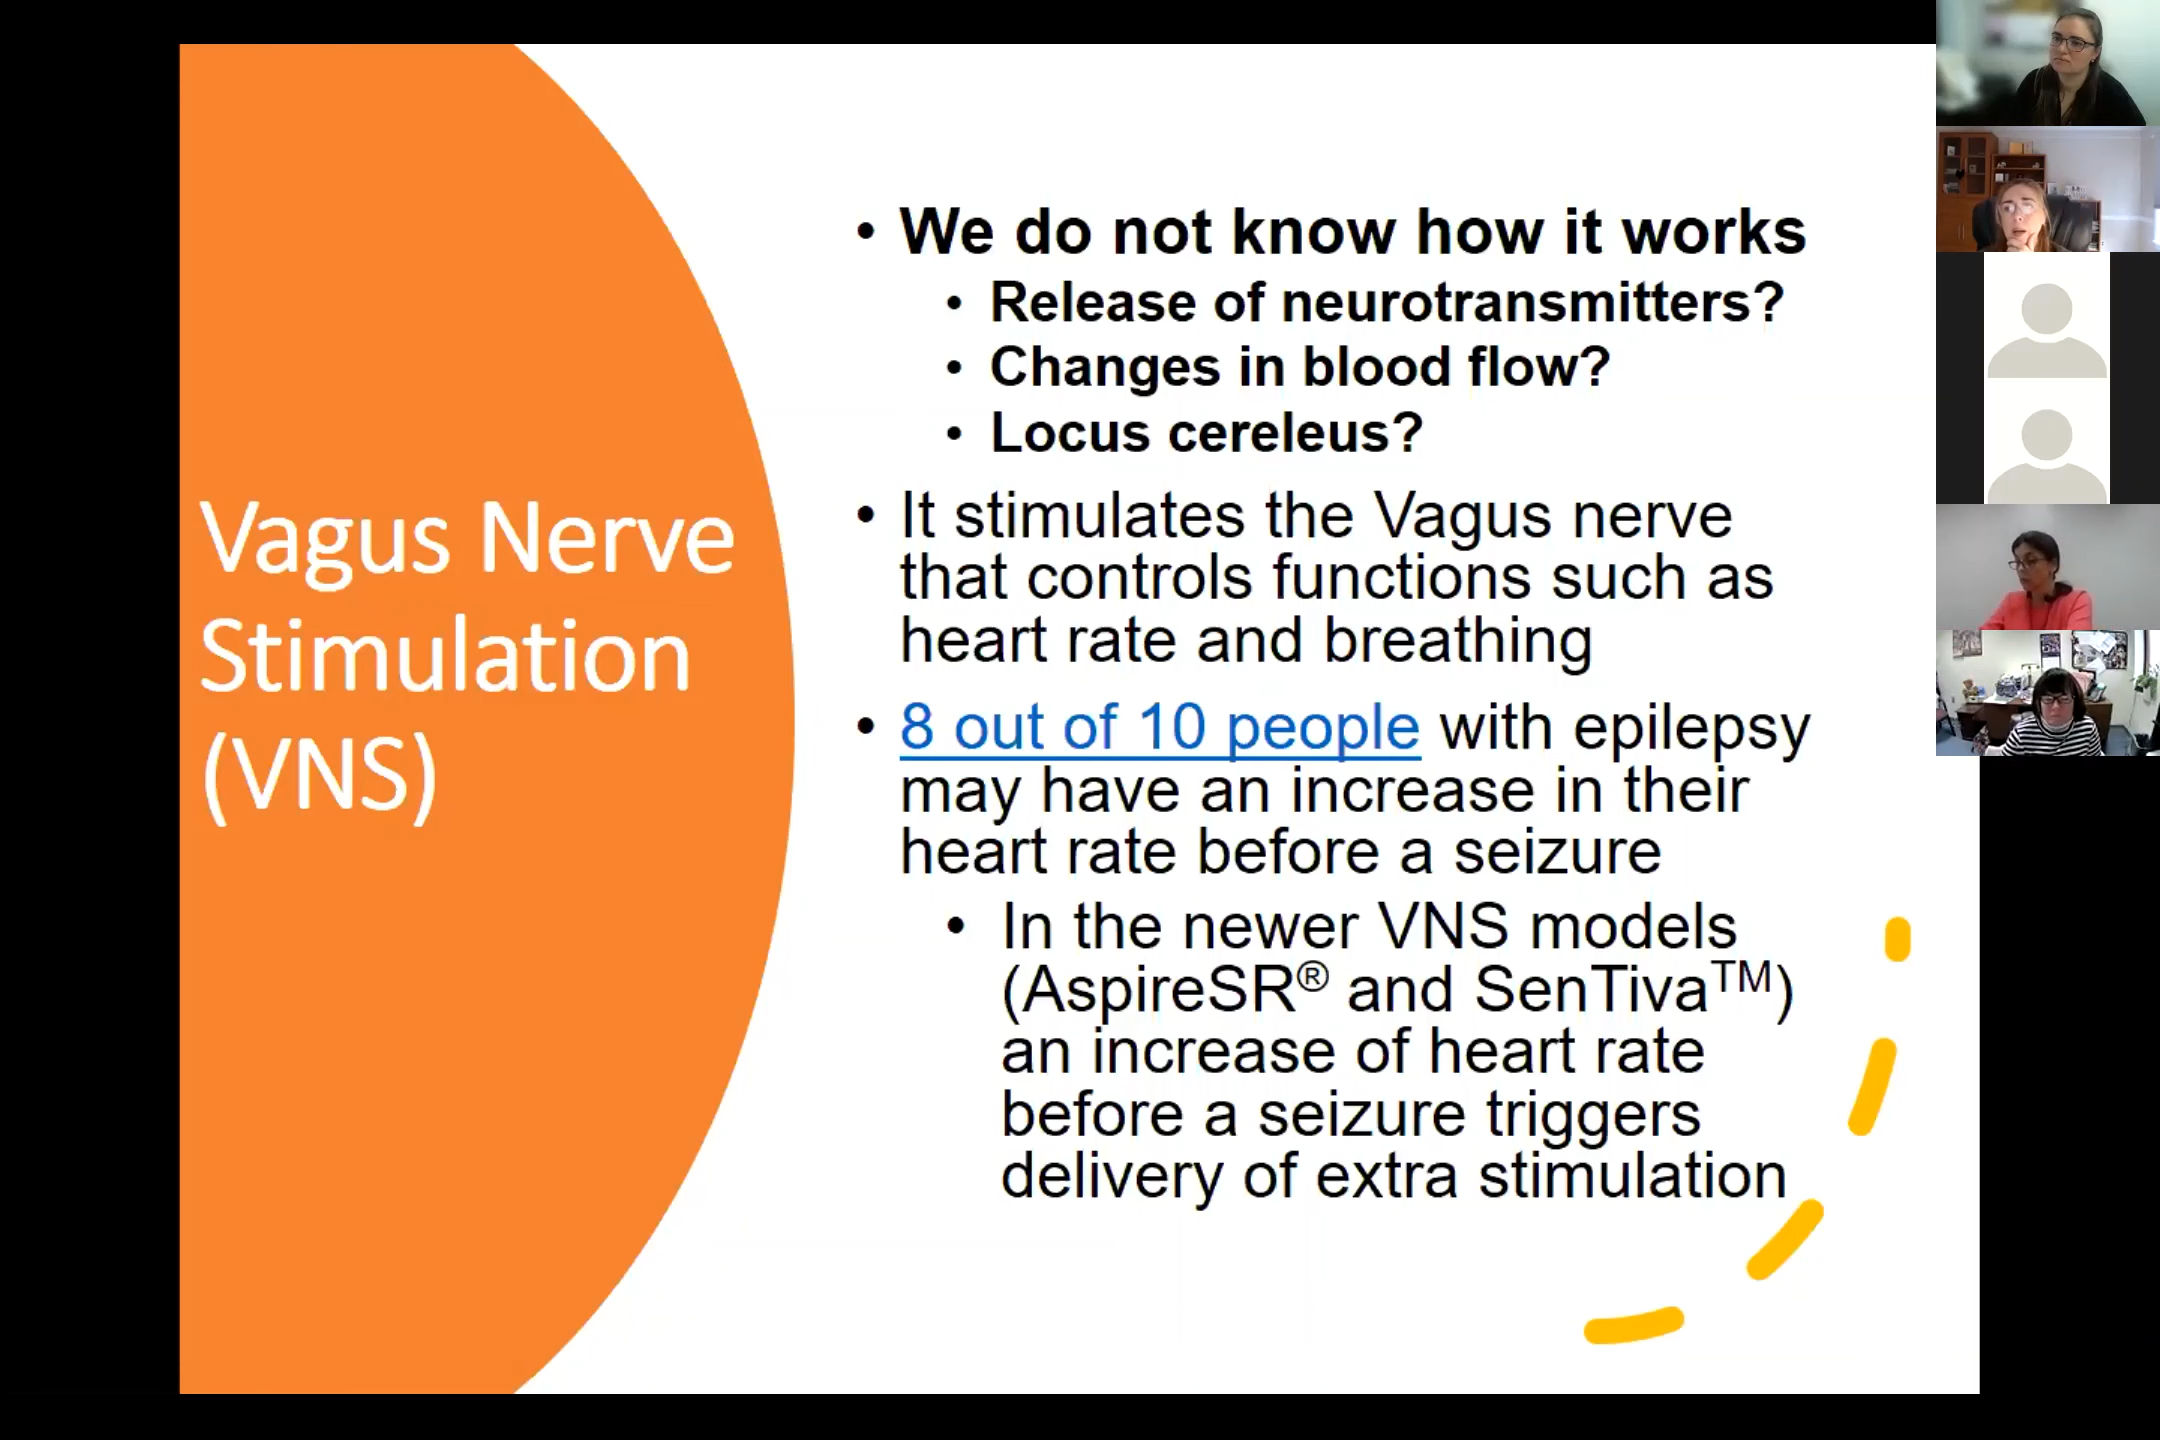 Vagus Nerve
Stimulation
(VNS)
• We do not know how it works
• Release of neurotransmitters?
• Changes in blood flow?
• Locus cereleus?
• It stimulates the Vagus nerve
that controls functions such as
heart rate and breathing
• 8 out of 10 people with epilepsy
may have an increase in their
heart rate before a seizure
• In the newer VNS models
(AspireSR® and SenTiva™)
an increase of heart rate
before a seizure triggers
delivery of extra stimulation